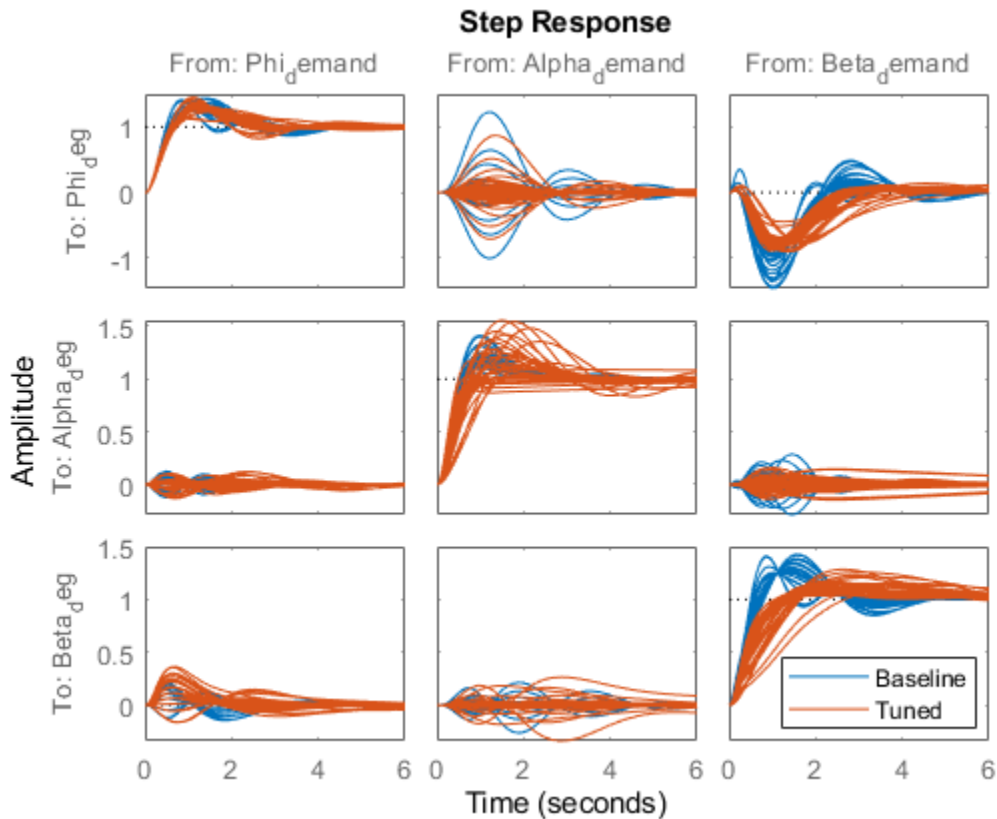 Step Response
From: Phi_demand
From: Alpha_demand
From: Beta_demand
To: Phi_deg
1
0
-1
To: Alpha_deg
1.5
1
0.5
0
To: Beta_deg
1.5
1
0.5
0
Amplitude
Baseline
Tuned
0 2 4 6
0 2 4 6
0 2 4 6
Time (seconds)